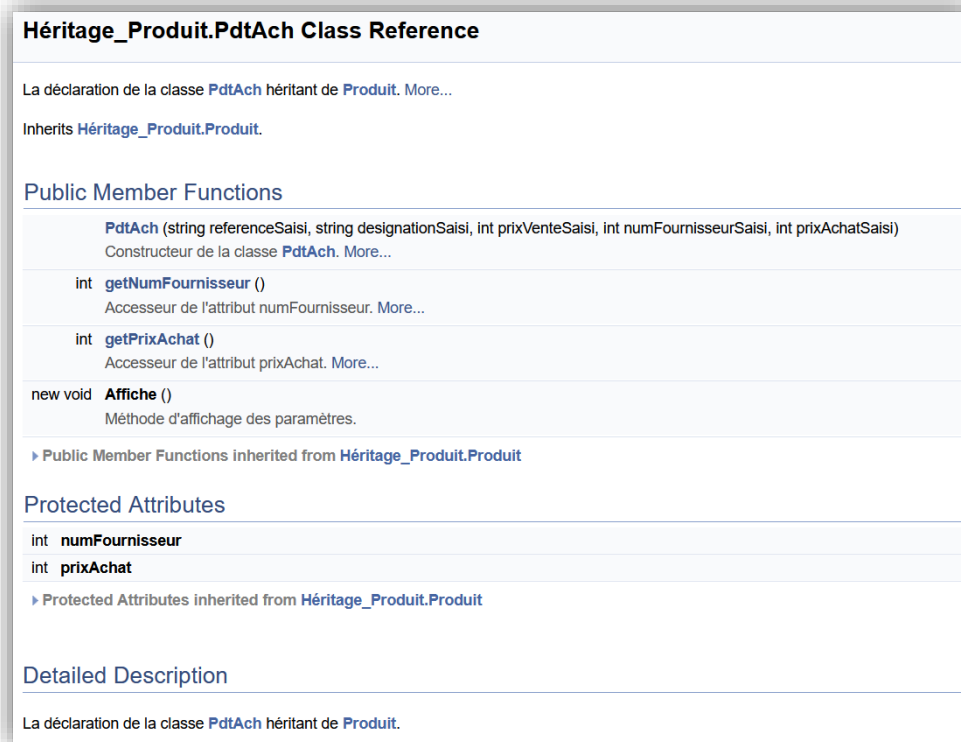 Héritage_Produit.PdtAch Class Reference
La déclaration de la classe PdtAch héritant de Produit. More...
Inherits Héritage_Produit.Produit.
Public Member Functions
PdtAch (string referenceSaisi, string designationSaisi, int prixVenteSaisi, int numFournisseurSaisi, int prixAchatSaisi)
Constructeur de la classe PdtAch. More...
int getNumFournisseur ()
Accesseur de l'attribut numFournisseur. More...
int getPrixAchat ()
Accesseur de l'attribut prixAchat. More...
new void Affiche ()
Méthode d'affichage des paramètres.
Public Member Functions inherited from Héritage_Produit.Produit
Protected Attributes
int numFournisseur
int prixAchat
Protected Attributes inherited from Héritage_Produit.Produit
Detailed Description
La déclaration de la classe PdtAch héritant de Produit.